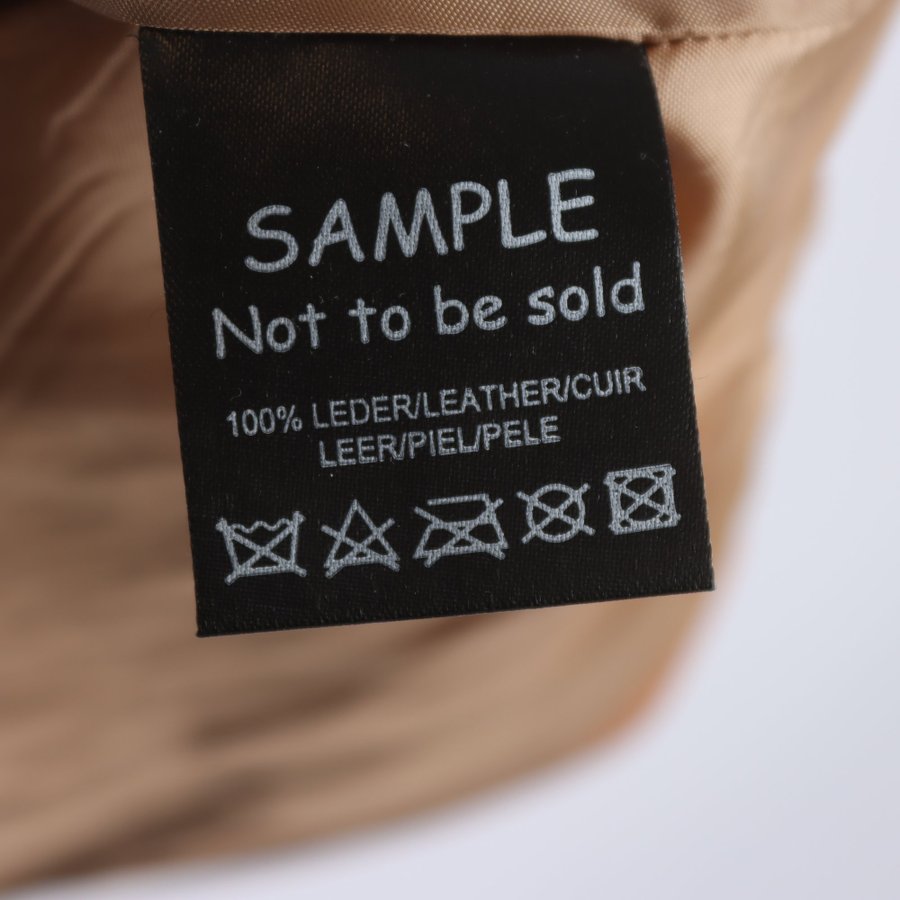 SAMPLE
Not to be sold
100% LEDER/LEATHER/CUIR
LEER/PIEL/PELE